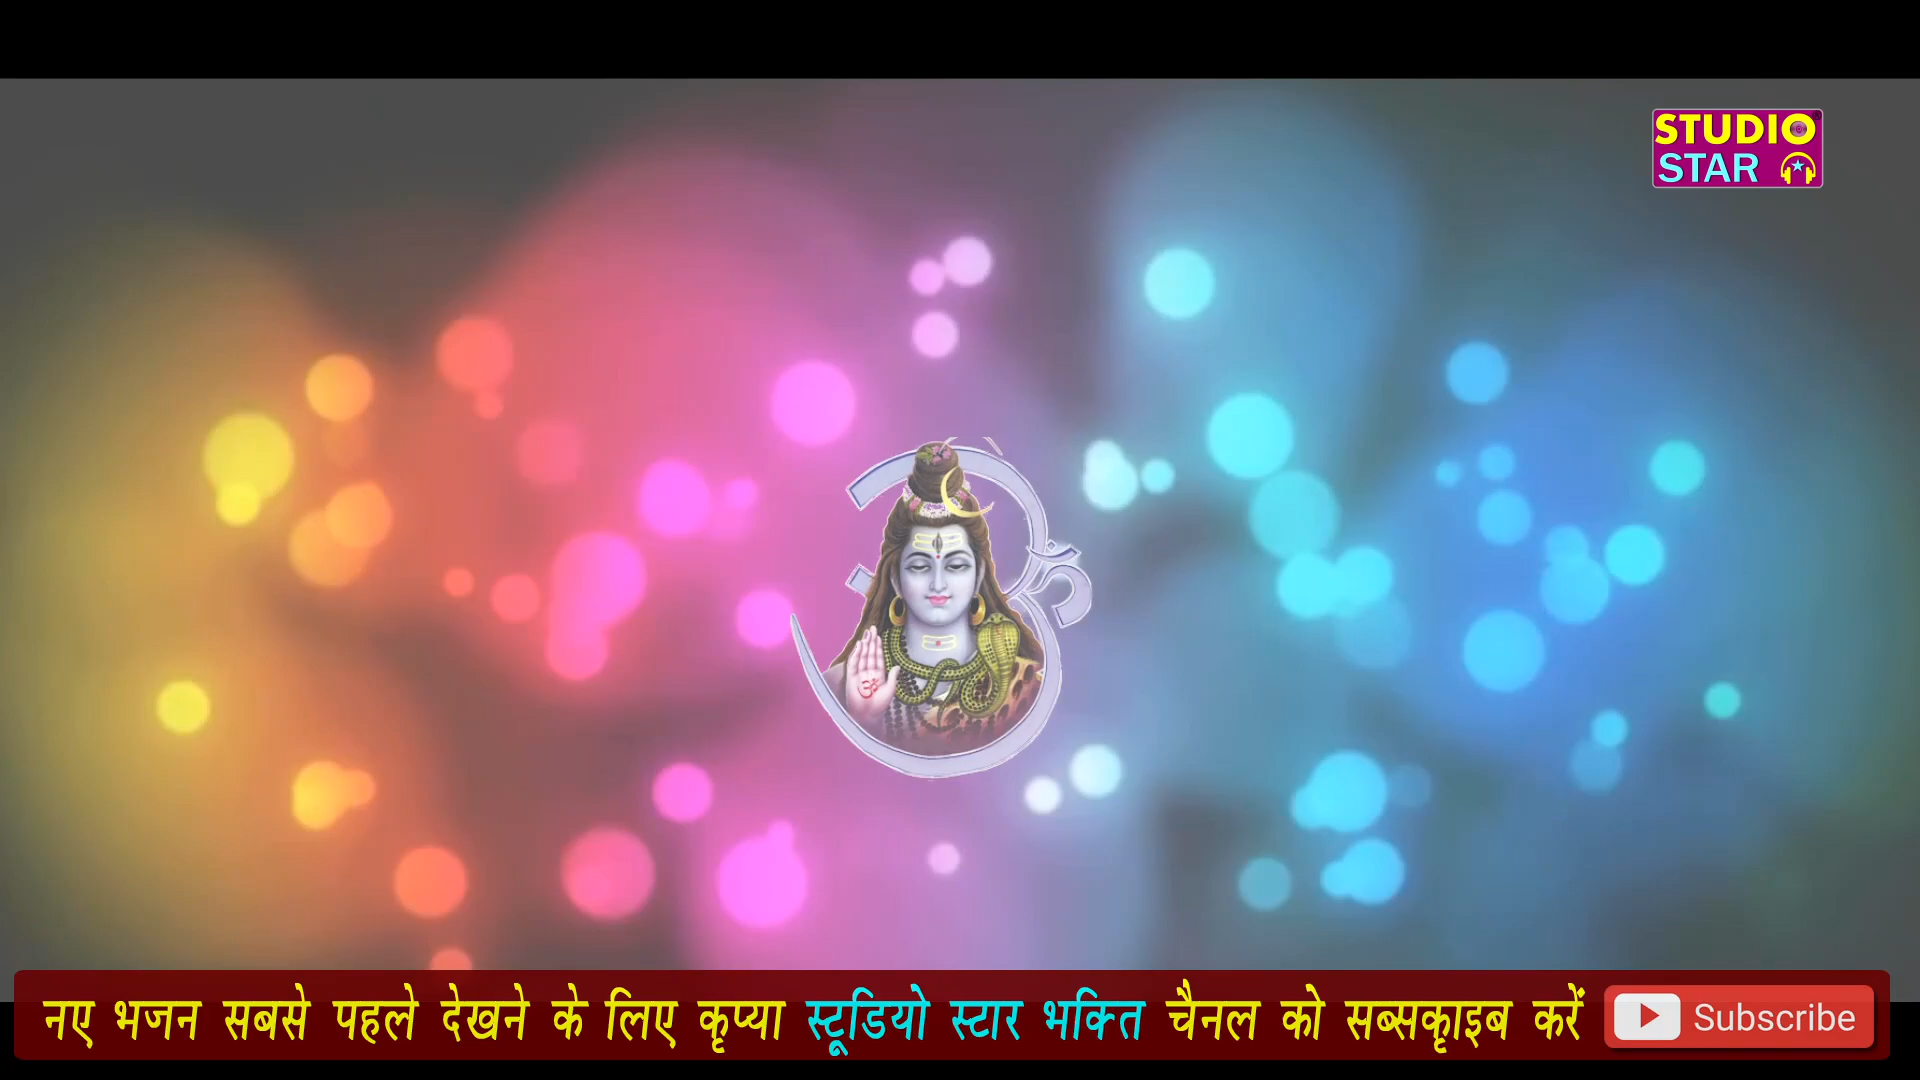 STUDIO
STAR
नए भजन सबसे पहले देखने के लिए कृप्या स्टूडियो स्टार भक्ति चैनल को सब्सकृाइब करें
Subscribe